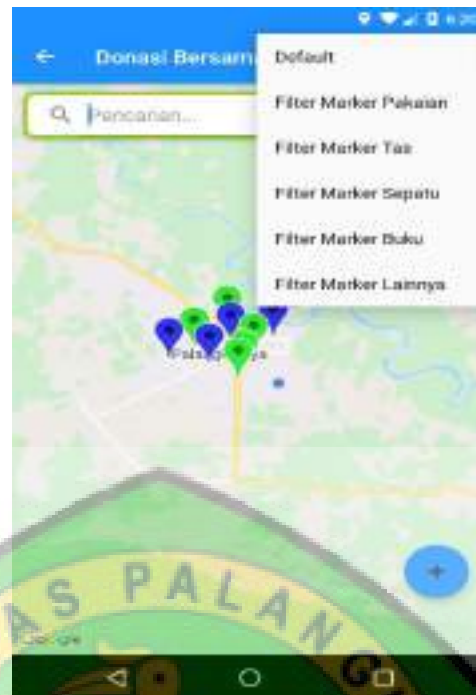 Donasi Bersama
Pencarian...
Default
Filter Marker Pakaian
Filter Marker Tas
Filter Marker Sepatu
Filter Marker Buku
Filter Marker Lainnya
AS PALANG
Google